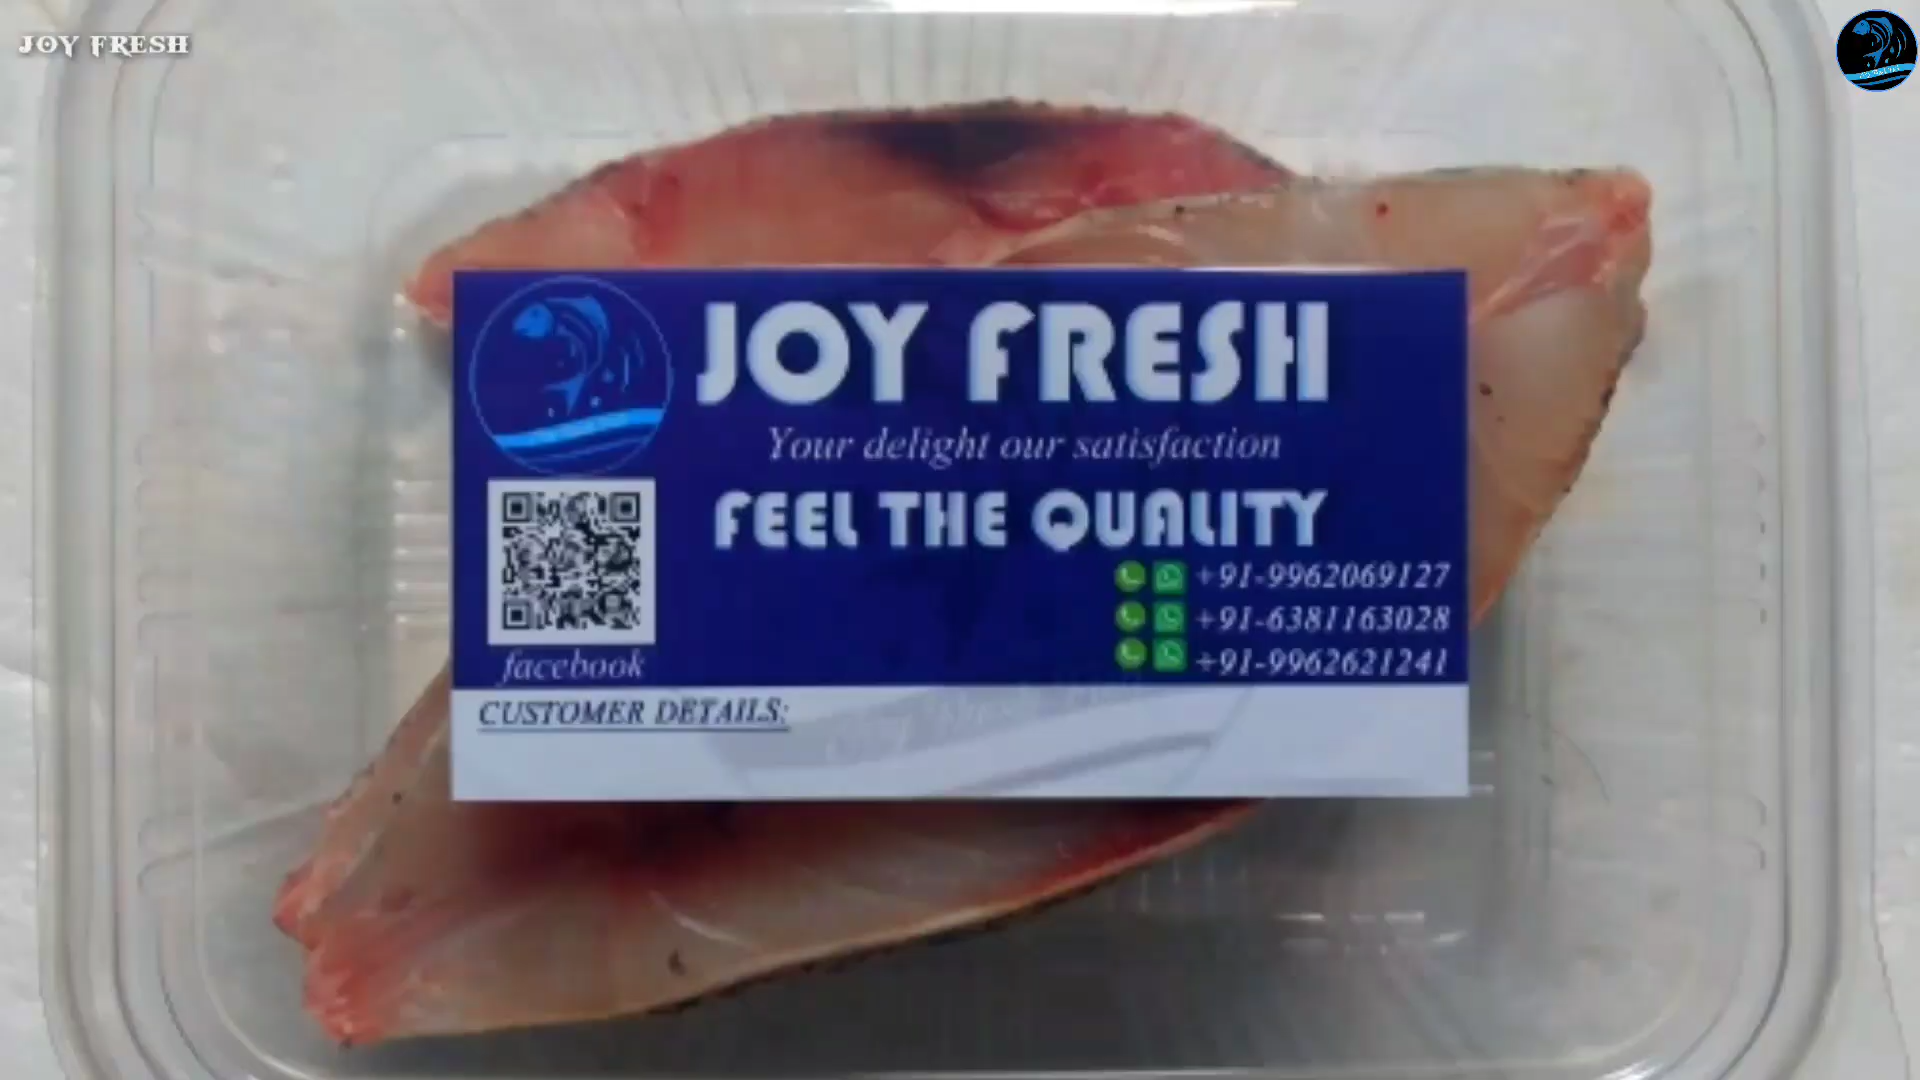 JOY FRESH
JOY FRESH
Your delight our satisfaction
FEEL THE QUALITY
+91-9962069127
+91-6381163028
+91-9962621241
facebook
CUSTOMER DETAILS: